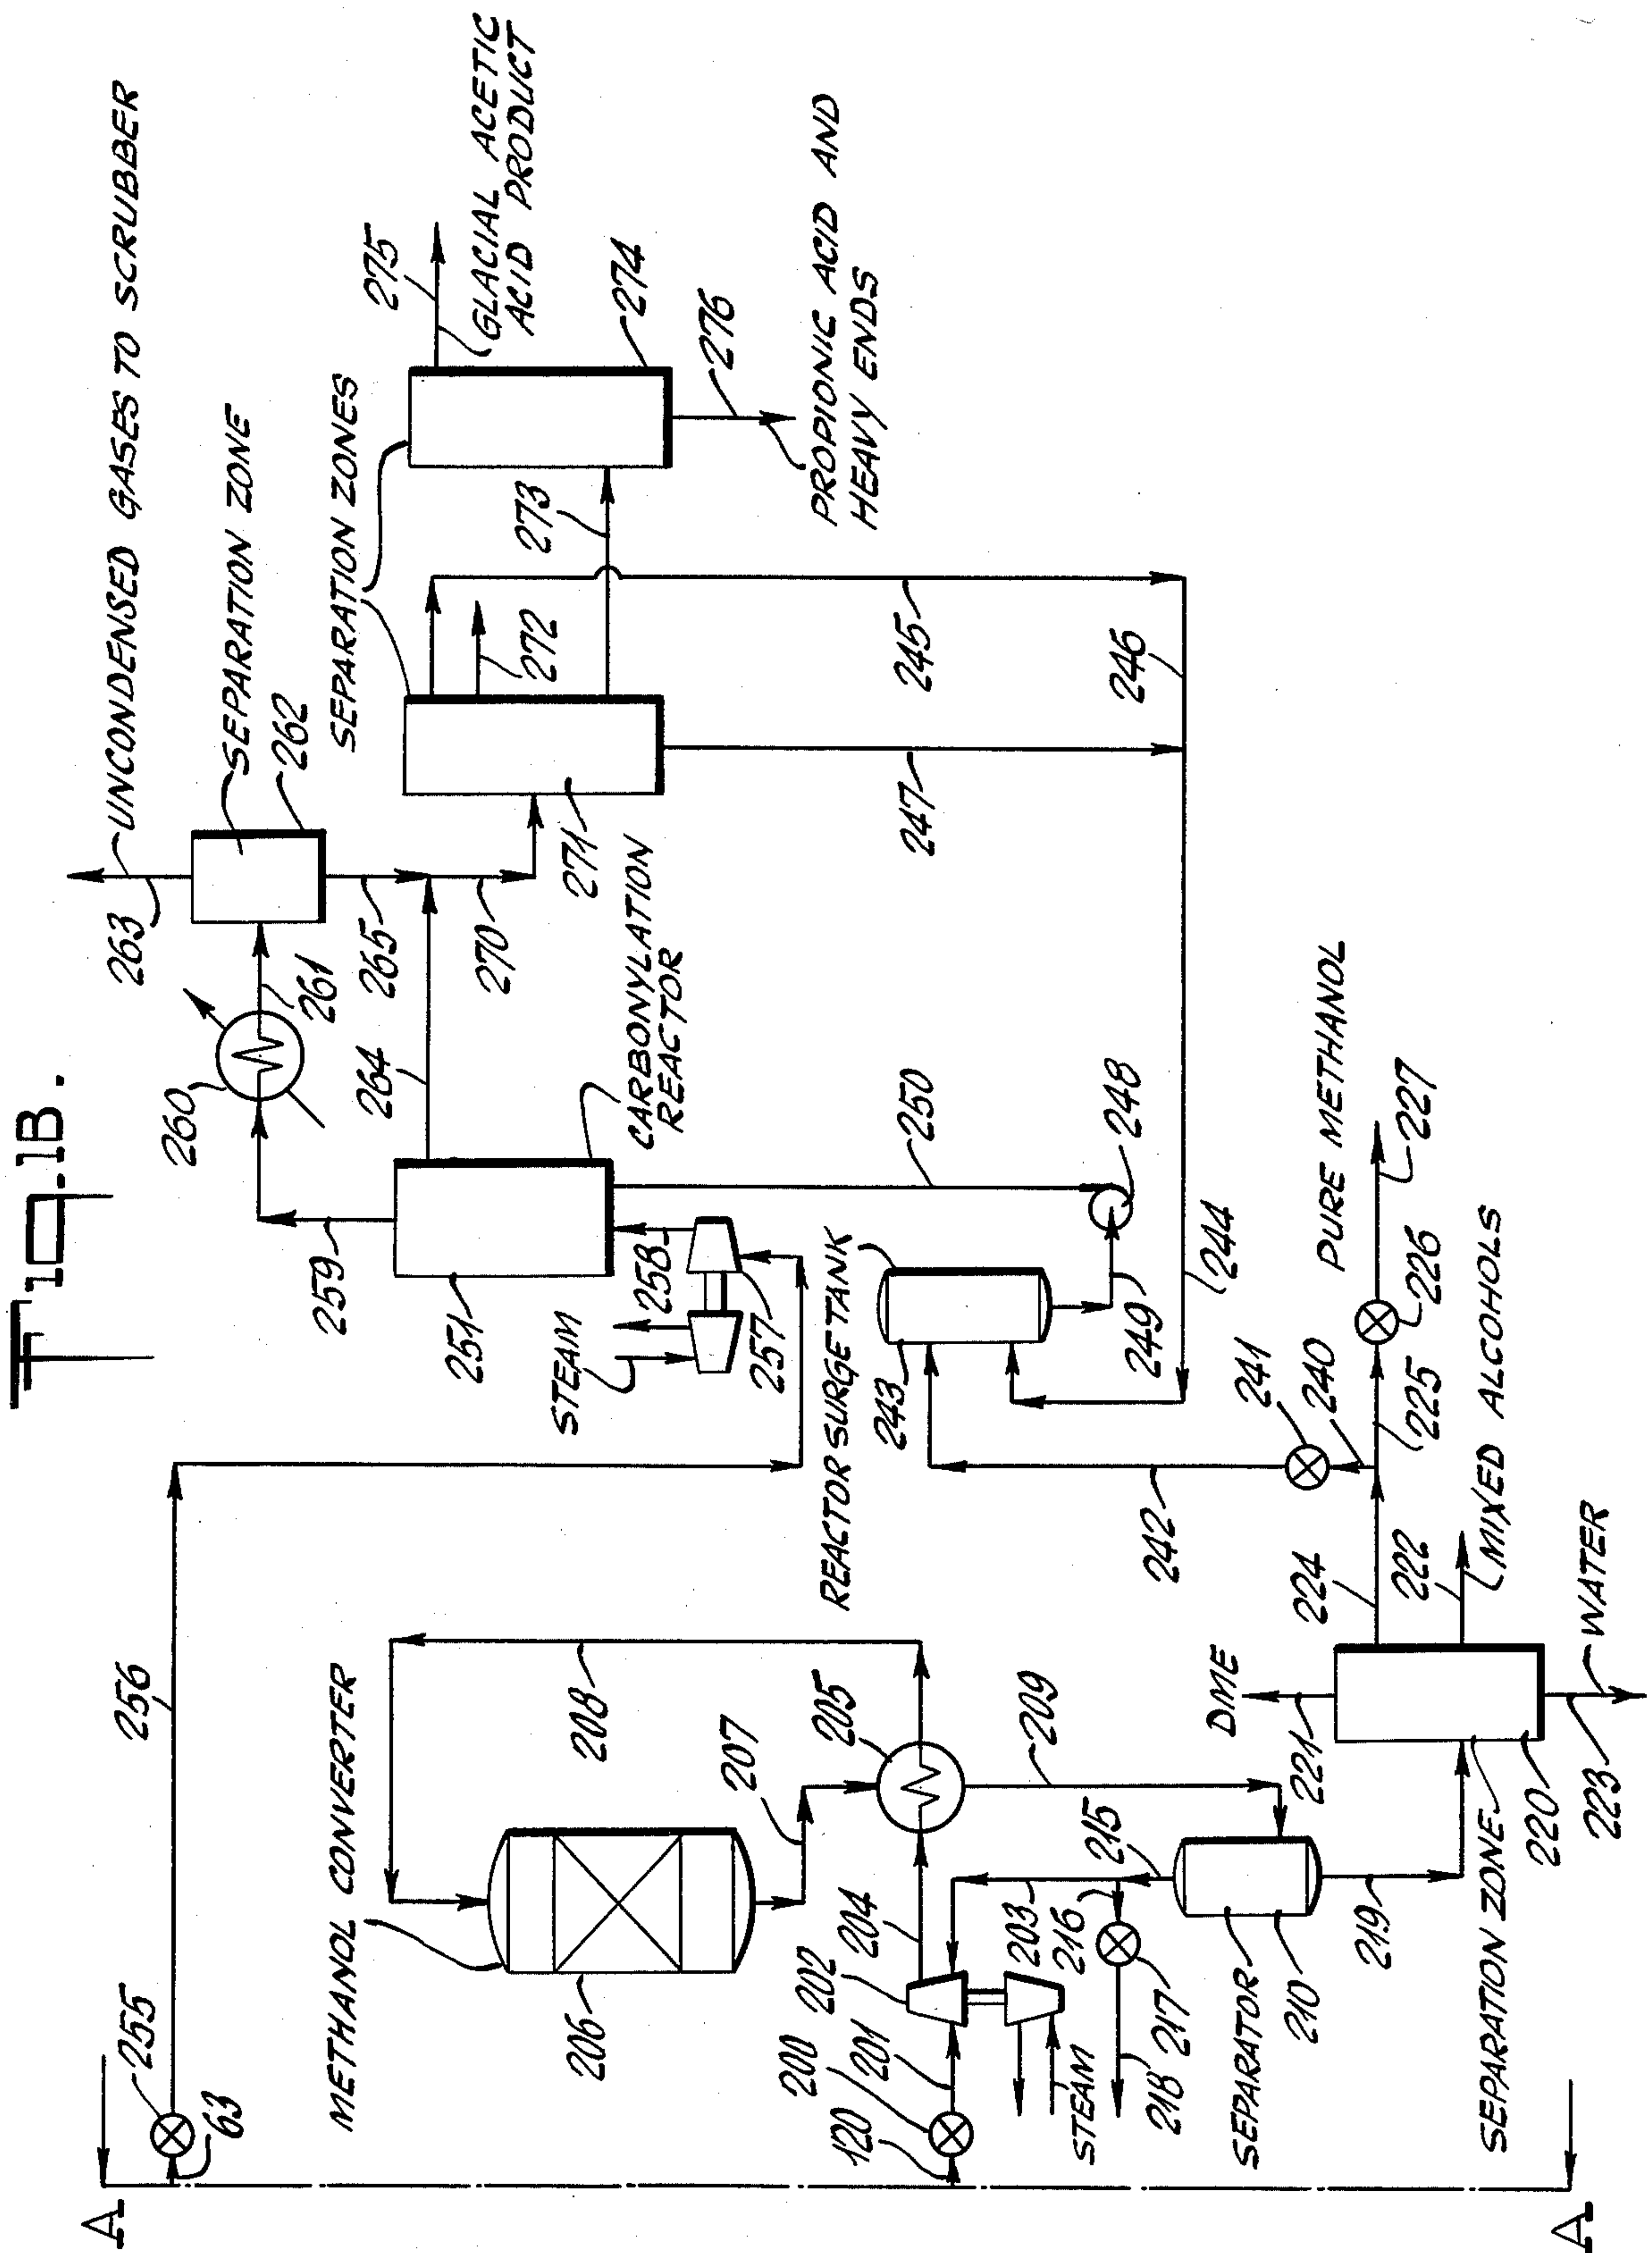 Fig.1B.
UNCONDENSED GASES TO SCRUBBER
263
SEPARATION ZONE
262
260
261
265
SEPARATION ZONES
275
GLACIAL ACETIC
ACID PRODUCT
259
264
270
271
272
273
274
276
PROPIONIC ACID AND
HEAVY ENDS
251
CARBONYLATION
REACTOR
STEAM
258
257
247
245
246
REACTOR SURGE TANK
243
250
248
249
244
A
255
63
256
METHANOL CONVERTER
206
208
207
205
209
120
200
201
202
204
203
215
216
STEAM
218
217
SEPARATOR
210
219
SEPARATION ZONE
220
DME
221
223
WATER
224
222
MIXED ALCOHOLS
242
241
240
225
226
PURE METHANOL
227
A